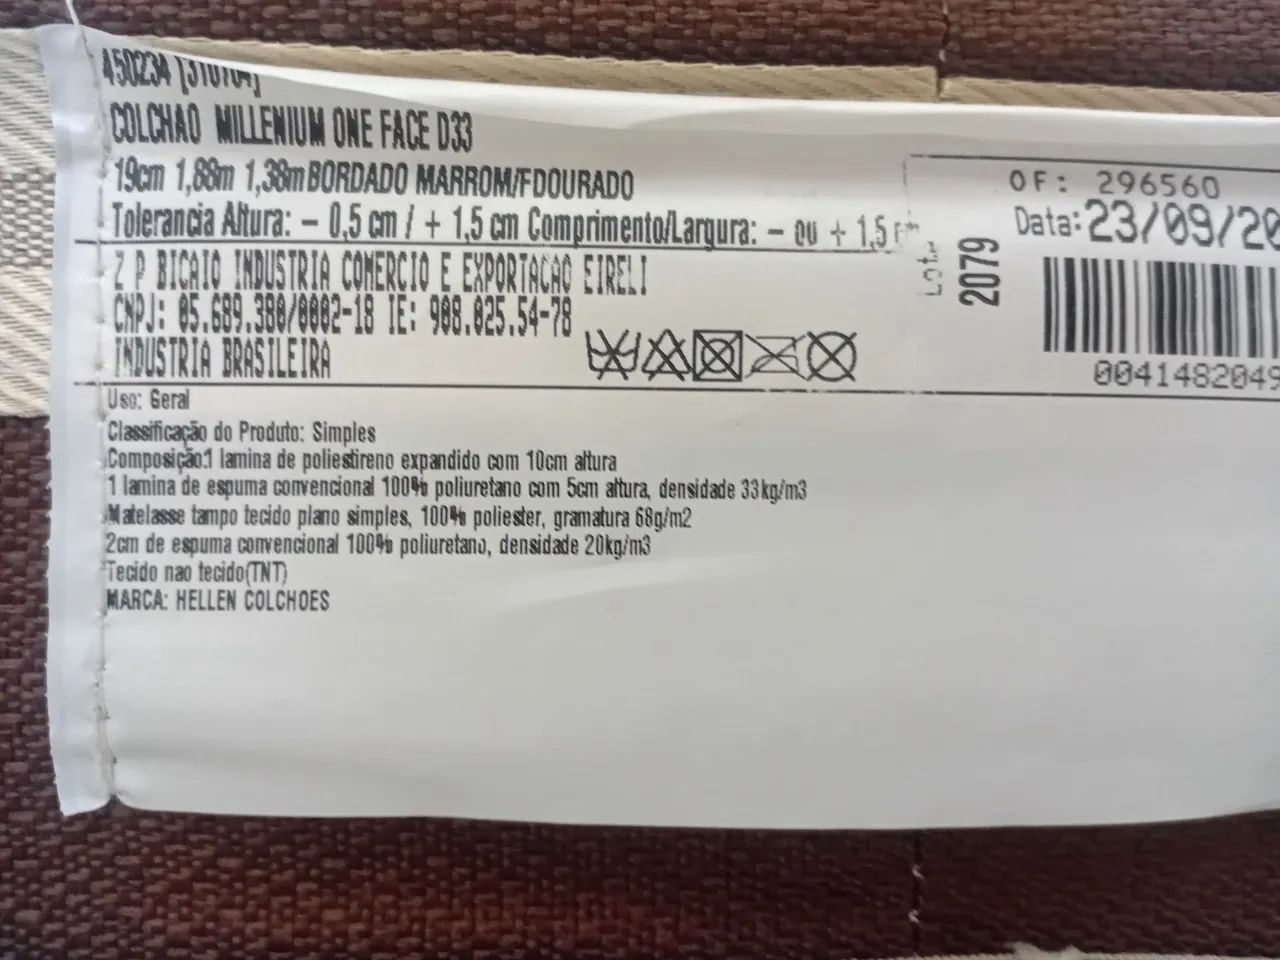 450234
COLCHAO MILLENIUM ONE FACE D33
19cm 1,88m 1,38m BORDADO MARROM/FDOURADO
Tolerancia Altura: - 0,5 cm / + 1,5 cm Comprimento/Largura: - ou + 1,5
Z P BICAIO INDUSTRIA COMERCIO E EXPORTACAO EIRELI
CNPJ: 05.689.380/0002-18 IE: 908.025.54-78
INDUSTRIA BRASILEIRA
Lote
2079
OF: 296560
Data:23/09/20
0041482049
Uso: Geral
Classificação do Produto: Simples
Composição:1 lamina de poliestireno expandido com 10cm altura
1 lamina de espuma convencional 100% poliuretano com 5cm altura, densidade 33kg/m3
Matelasse tampo tecido plano simples, 100% poliester, gramatura 68g/m2
2cm de espuma convencional 100% poliuretano, densidade 20kg/m3
Tecido nao tecido(TNT)
MARCA: HELLEN COLCHOES